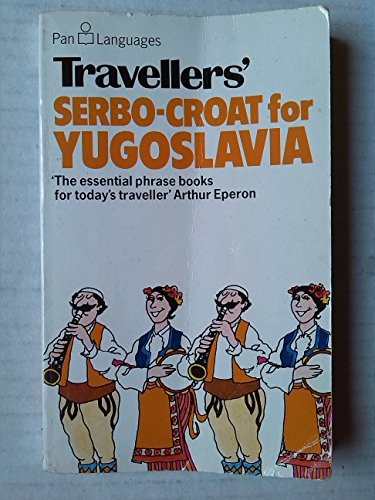 Pan Languages
Travellers'
SERBO-CROAT for
YUGOSLAVIA
'The essential phrase books
for today's traveller' Arthur Eperon